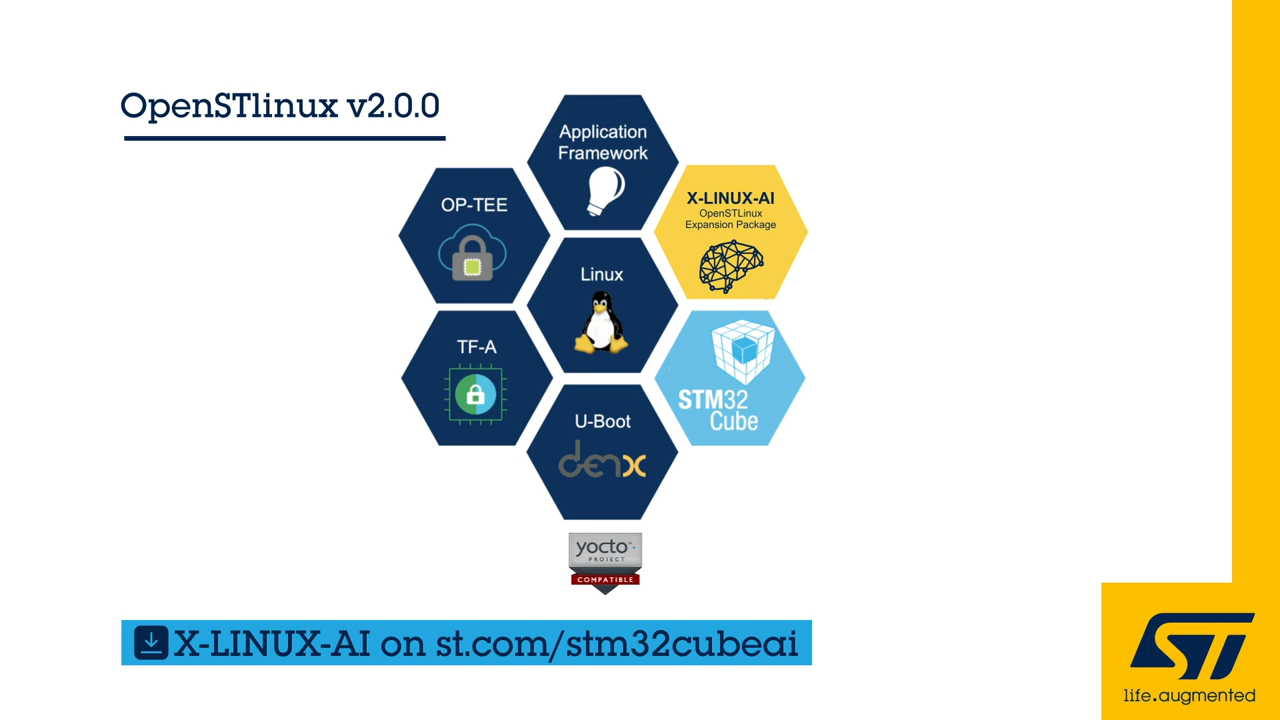 OpenSTlinux v2.0.0
Application
Framework
OP-TEE
X-LINUX-AI
OpenSTLinux
Expansion Package
Linux
TF-A
STM32
Cube
U-Boot
denx
yocto
PROJECT
COMPATIBLE
X-LINUX-AI on st.com/stm32cubeai
ST
life.augmented